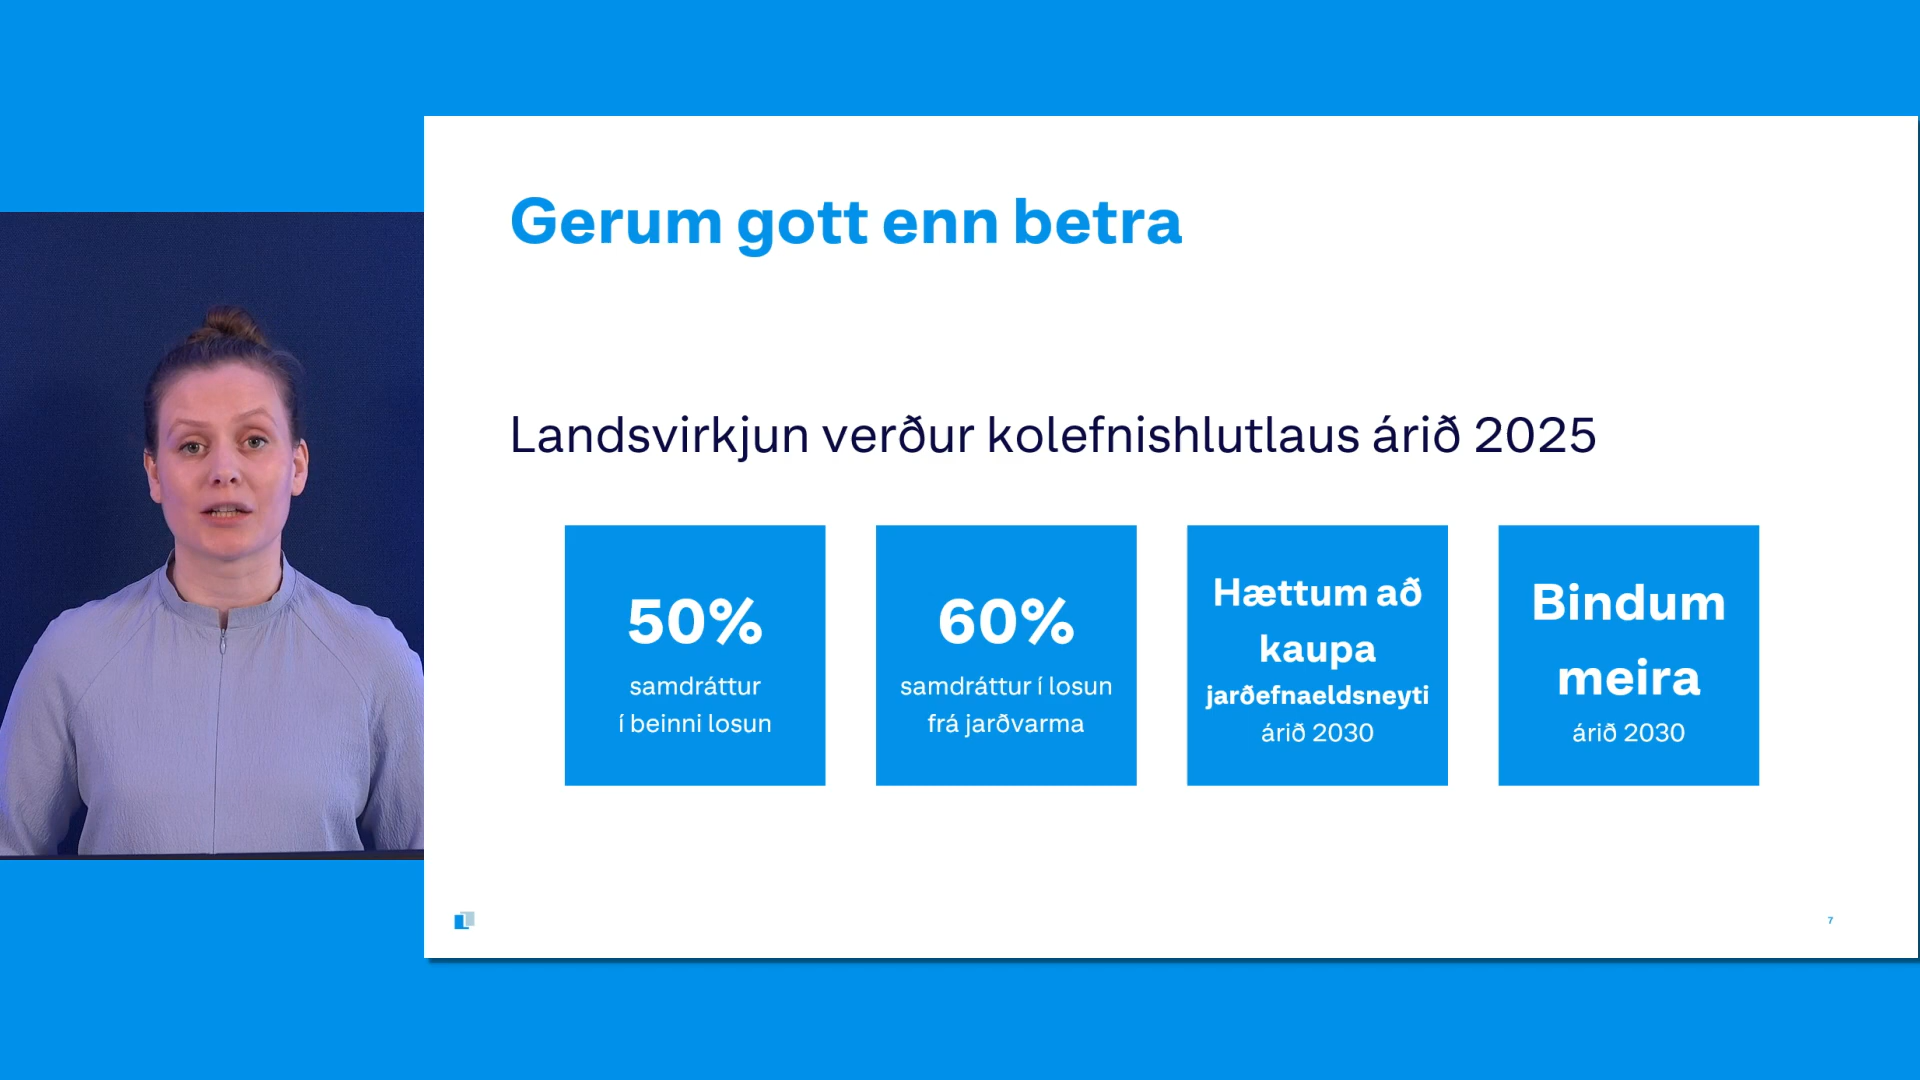 Gerum gott enn betra
Landsvirkjun verður kolefnishlutlaus árið 2025
50%
samdráttur
í beinni losun
60%
samdráttur í losun
frá jarðvarma
Hættum að
kaupa
jarðefnaeldsneyti
árið 2030
Bindum
meira
árið 2030
7